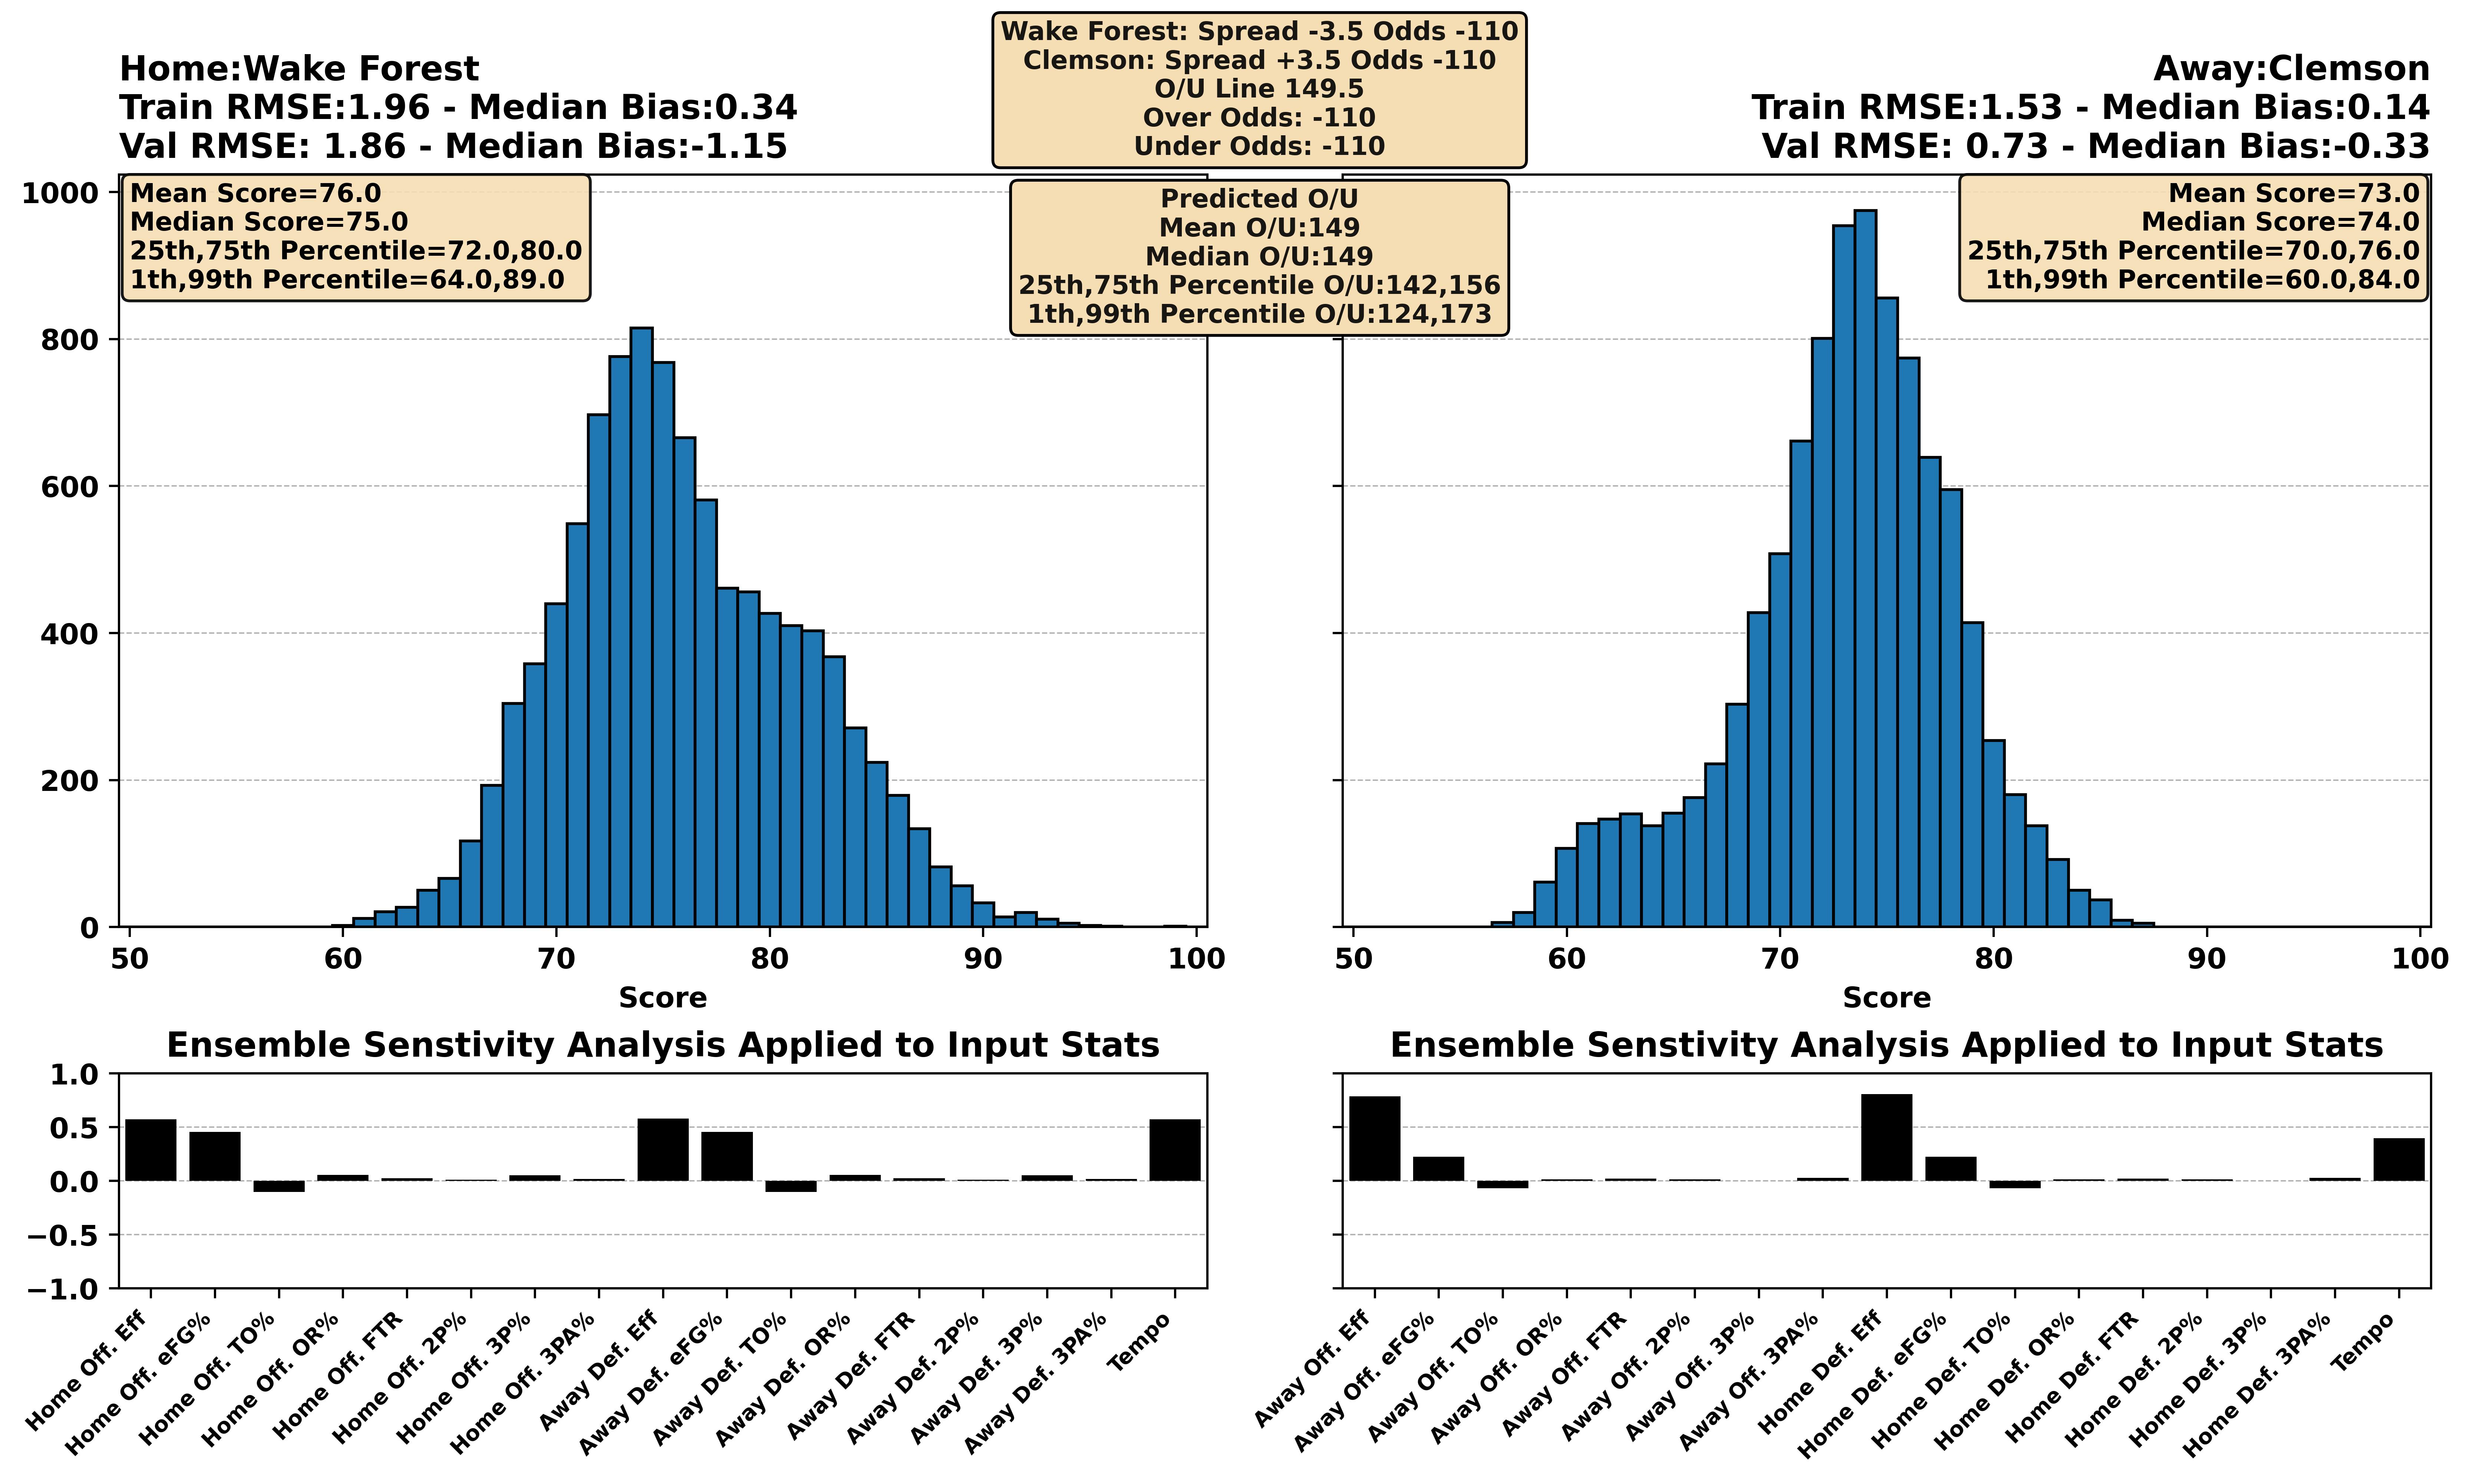 Wake Forest: Spread -3.5 Odds -110
Clemson: Spread +3.5 Odds -110
O/U Line 149.5
Over Odds: -110
Under Odds: -110
Home:Wake Forest
Train RMSE:1.96 - Median Bias:0.34
Val RMSE: 1.86 - Median Bias:-1.15
Away:Clemson
Train RMSE:1.53 - Median Bias:0.14
Val RMSE: 0.73 - Median Bias:-0.33
Mean Score=76.0
Median Score=75.0
25th,75th Percentile=72.0,80.0
1th,99th Percentile=64.0,89.0
Predicted O/U
Mean O/U:149
Median O/U:149
25th,75th Percentile O/U:142,156
1th,99th Percentile O/U:124,173
Mean Score=73.0
Median Score=74.0
25th,75th Percentile=70.0,76.0
1th,99th Percentile=60.0,84.0
1000
800
600
400
200
0
50 60 70 80 90 100
Score
50 60 70 80 90 100
Score
Ensemble Senstivity Analysis Applied to Input Stats
1.0
0.5
0.0
−0.5
−1.0
Home Off. Eff
Home Off. eFG%
Home Off. TO%
Home Off. OR%
Home Off. FTR
Home Off. 2P%
Home Off. 3P%
Home Off. 3PA%
Away Def. Eff
Away Def. eFG%
Away Def. TO%
Away Def. OR%
Away Def. FTR
Away Def. 2P%
Away Def. 3P%
Away Def. 3PA%
Tempo
Ensemble Senstivity Analysis Applied to Input Stats
Away Off. Eff
Away Off. eFG%
Away Off. TO%
Away Off. OR%
Away Off. FTR
Away Off. 2P%
Away Off. 3P%
Away Off. 3PA%
Home Def. Eff
Home Def. eFG%
Home Def. TO%
Home Def. OR%
Home Def. FTR
Home Def. 2P%
Home Def. 3P%
Home Def. 3PA%
Tempo